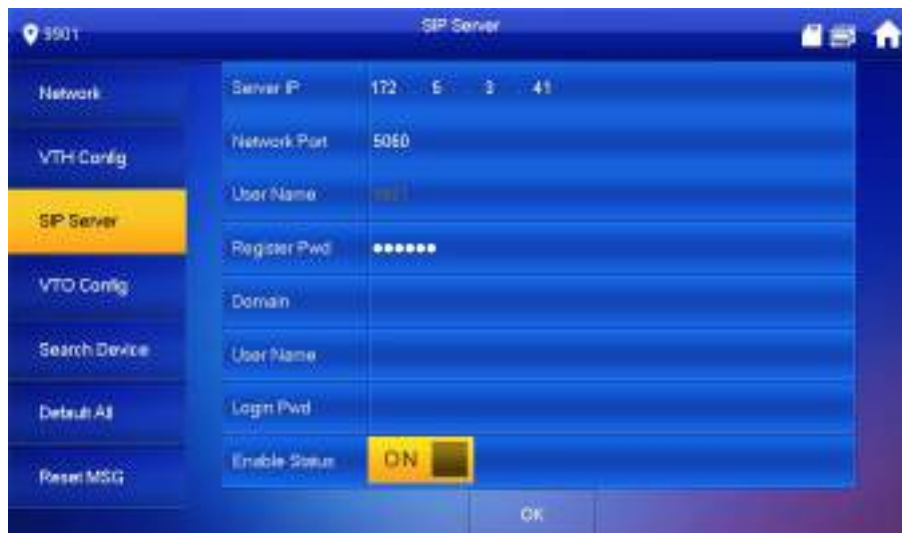 9901
SIP Server
Network
VTH Config
SIP Server
VTO Config
Search Device
Default All
Reset MSG
Server IP 172 5 3 41
Network Port 5060
User Name
Register Pwd ●●●●●●
Domain
User Name
Login Pwd
Enable Status ON
OK